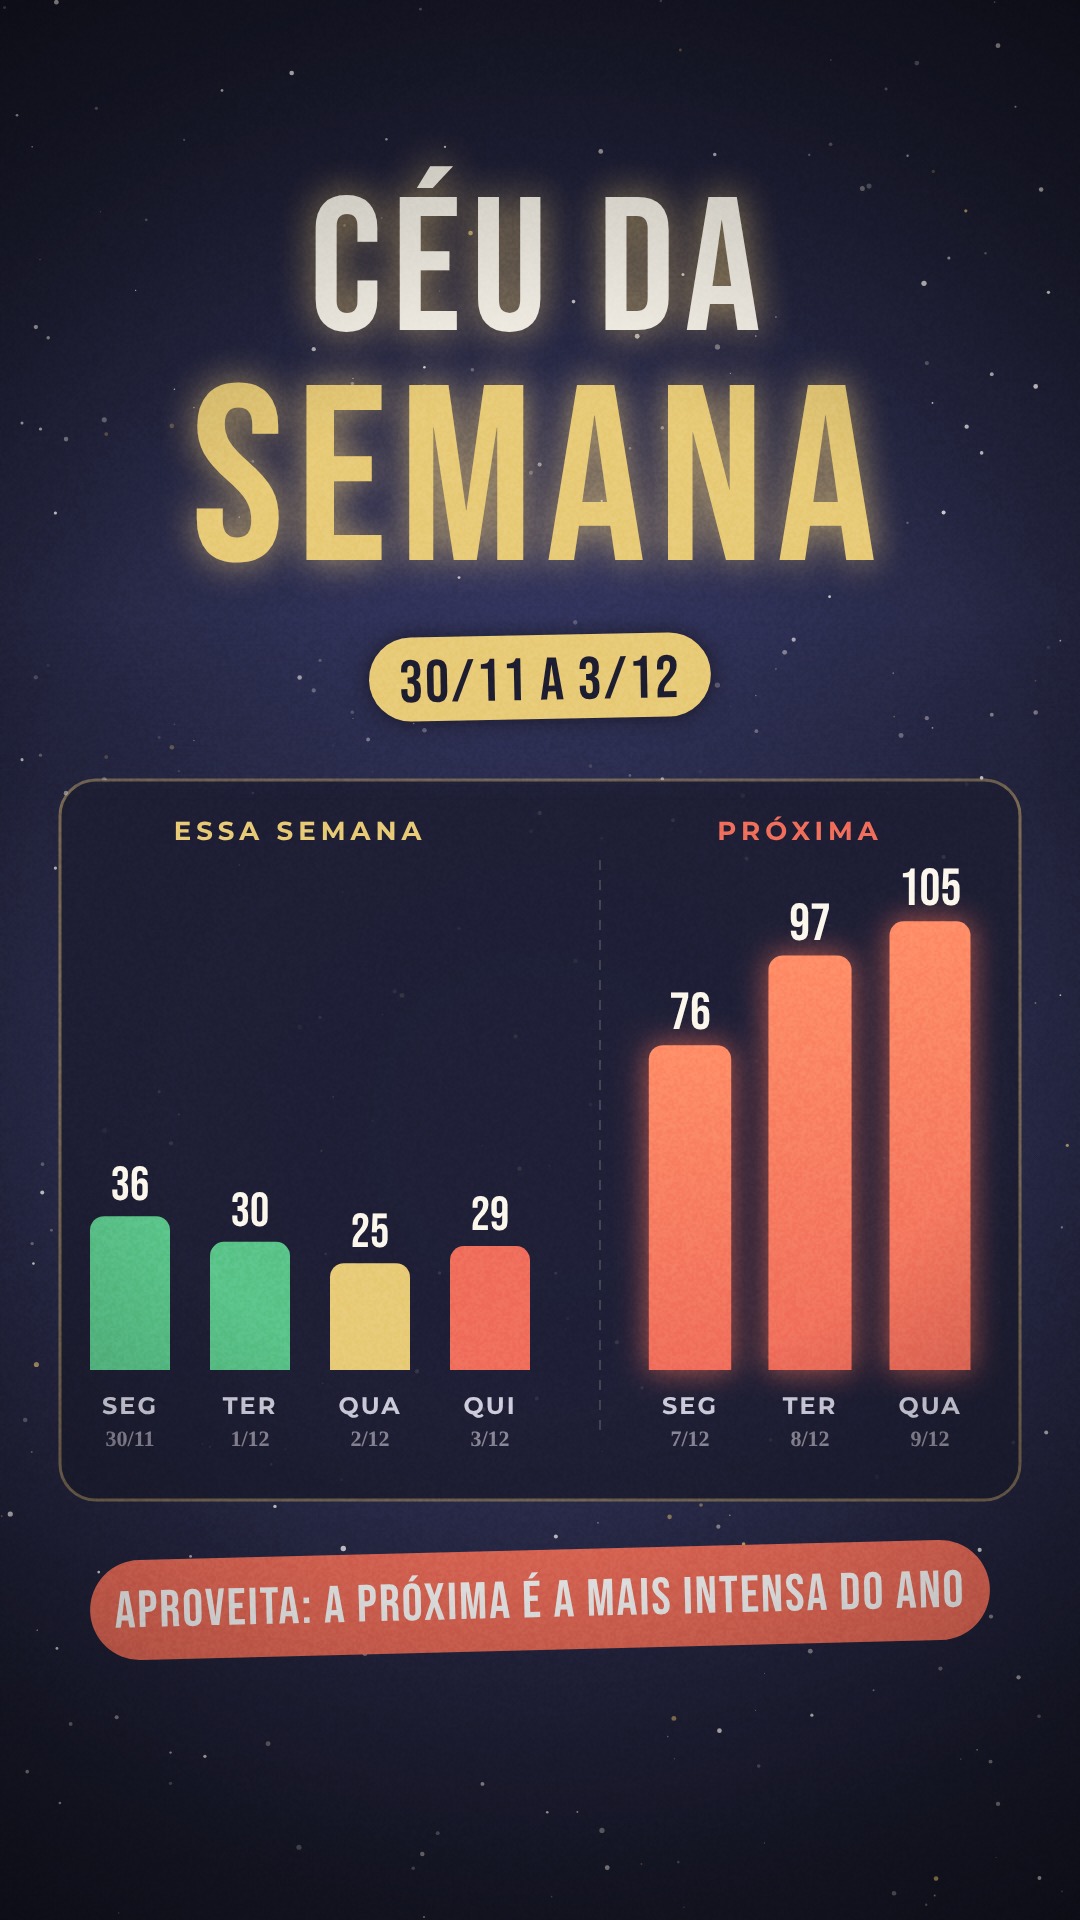 CÉU DA
SEMANA
30/11 A 3/12
ESSA SEMANA
PRÓXIMA
36 30 25 29 76 97 105
SEG TER QUA QUI SEG TER QUA
30/11 1/12 2/12 3/12 7/12 8/12 9/12
APROVEITA: A PRÓXIMA É A MAIS INTENSA DO ANO